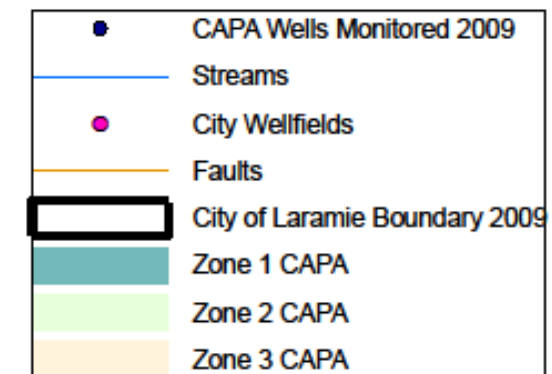 CAPA Wells Monitored 2009
Streams
City Wellfields
Faults
City of Laramie Boundary 2009
Zone 1 CAPA
Zone 2 CAPA
Zone 3 CAPA